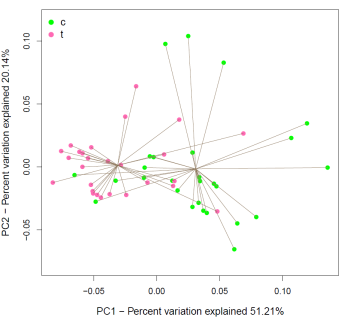 c
t
0.10
0.05
0.00
−0.05
PC2 − Percent variation explained 20.14%
−0.05
0.00
0.05
0.10
PC1 − Percent variation explained 51.21%